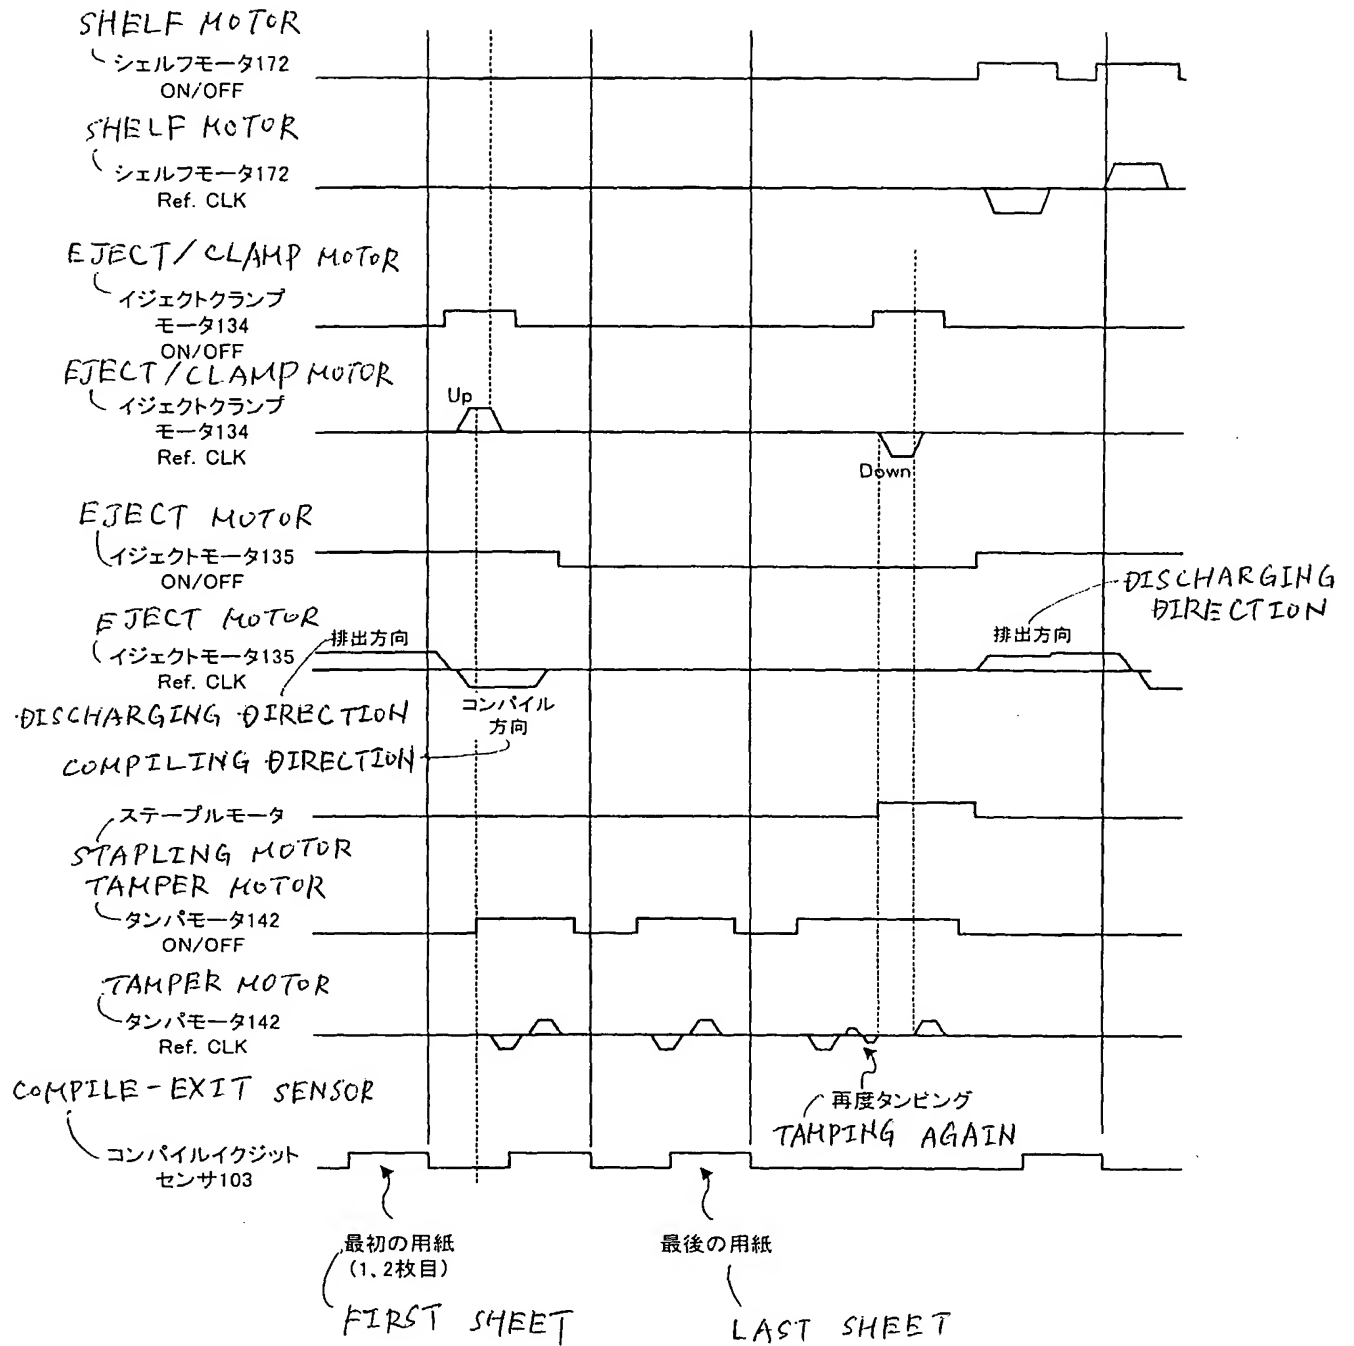 SHELF MOTOR
シェルフモータ172
ON/OFF
SHELF MOTOR
シェルフモータ172
Ref. CLK
EJECT/CLAMP MOTOR
イジェクトクランプ
モータ134
ON/OFF
EJECT/CLAMP MOTOR
イジェクトクランプ
モータ134
Ref. CLK
Up
Down
EJECT MOTOR
イジェクトモータ135
ON/OFF
DISCHARGING
DIRECTION
EJECT MOTOR
排出方向
排出方向
イジェクトモータ135
Ref. CLK
DISCHARGING DIRECTION
コンパイル
方向
COMPILING DIRECTION
ステープルモータ
STAPLING MOTOR
TAMPER MOTOR
タンパモータ142
ON/OFF
TAMPER MOTOR
タンパモータ142
Ref. CLK
再度タンピング
TAMPING AGAIN
COMPILE-EXIT SENSOR
コンパイルイクジット
センサ103
最初の用紙
(1、2枚目)
FIRST SHEET
最後の用紙
LAST SHEET